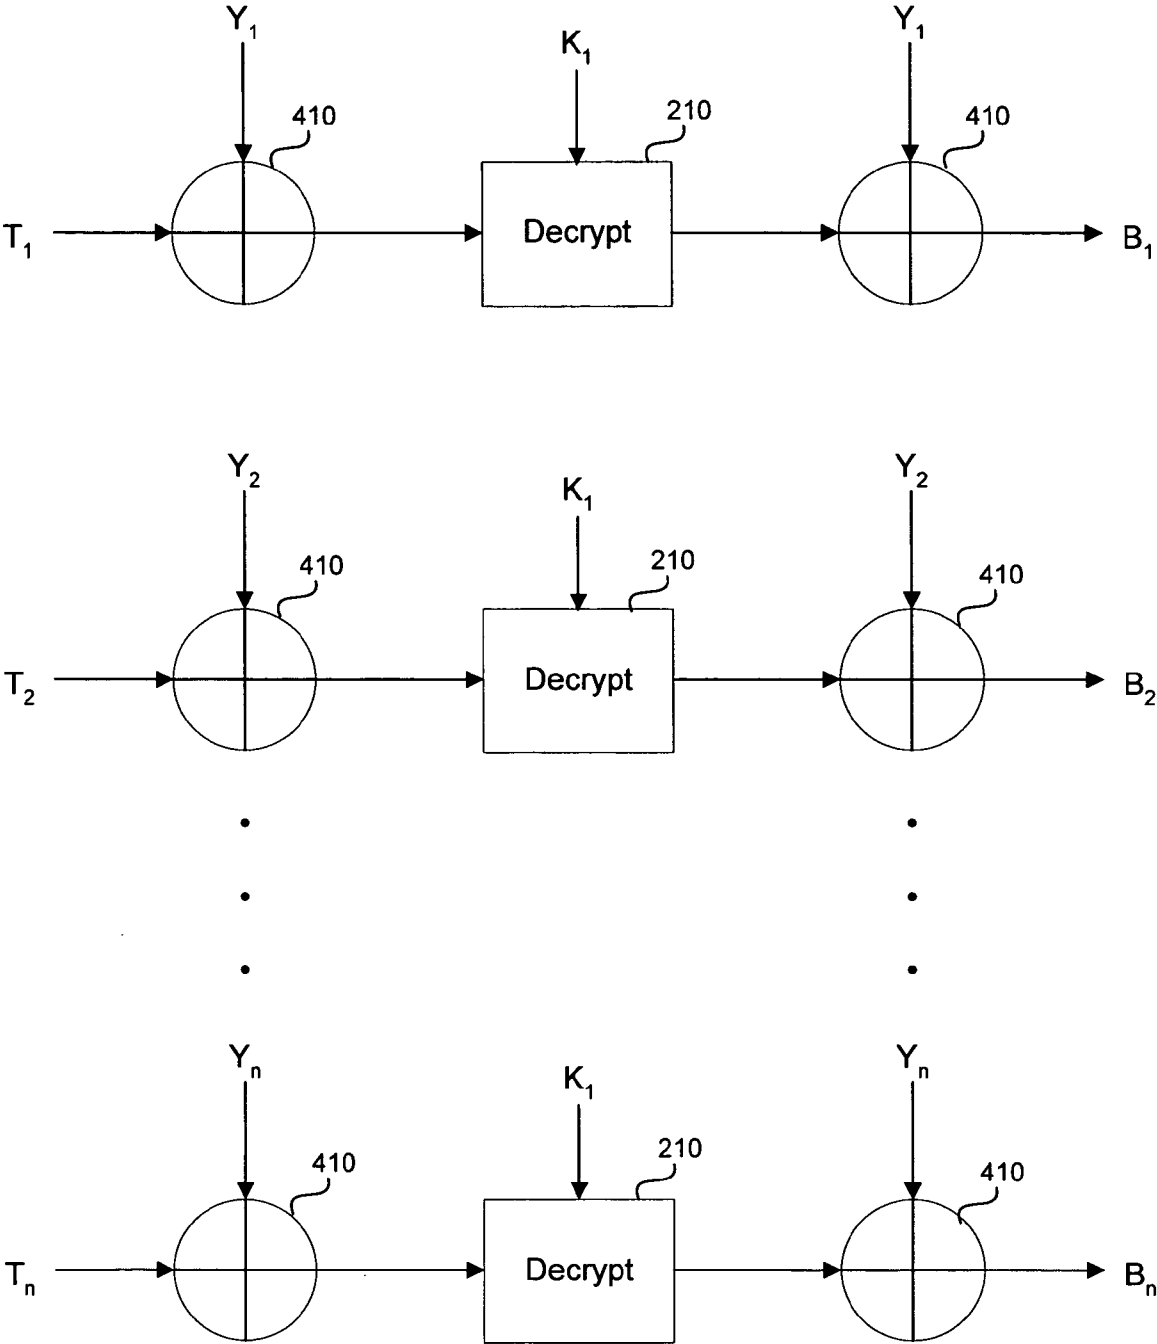 Y1 K1 Y1
410 210 410
T1 Decrypt B1
Y2 K1 Y2
410 210 410
T2 Decrypt B2
Yn K1 Yn
410 210 410
Tn Decrypt Bn